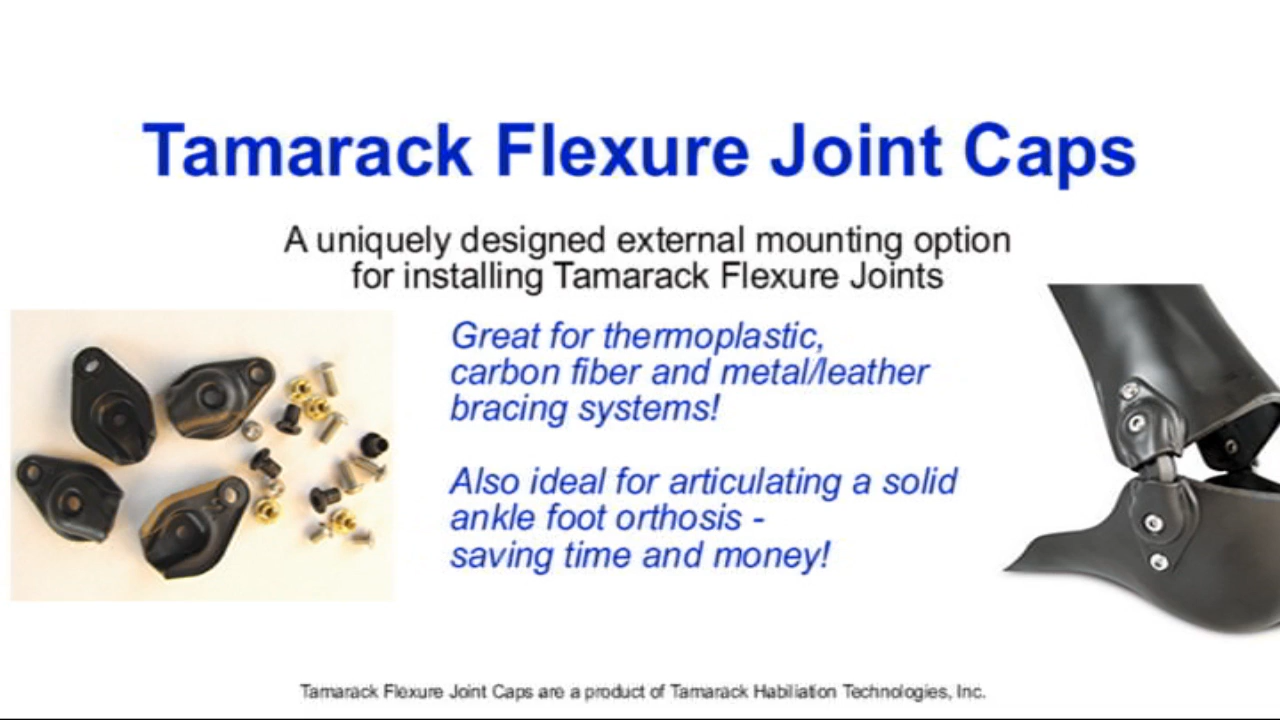 Tamarack Flexure Joint Caps
A uniquely designed external mounting option
for installing Tamarack Flexure Joints
Great for thermoplastic,
carbon fiber and metal/leather
bracing systems!
Also ideal for articulating a solid
ankle foot orthosis -
saving time and money!
Tamarack Flexure Joint Caps are a product of Tamarack Habiliation Technologies, Inc.